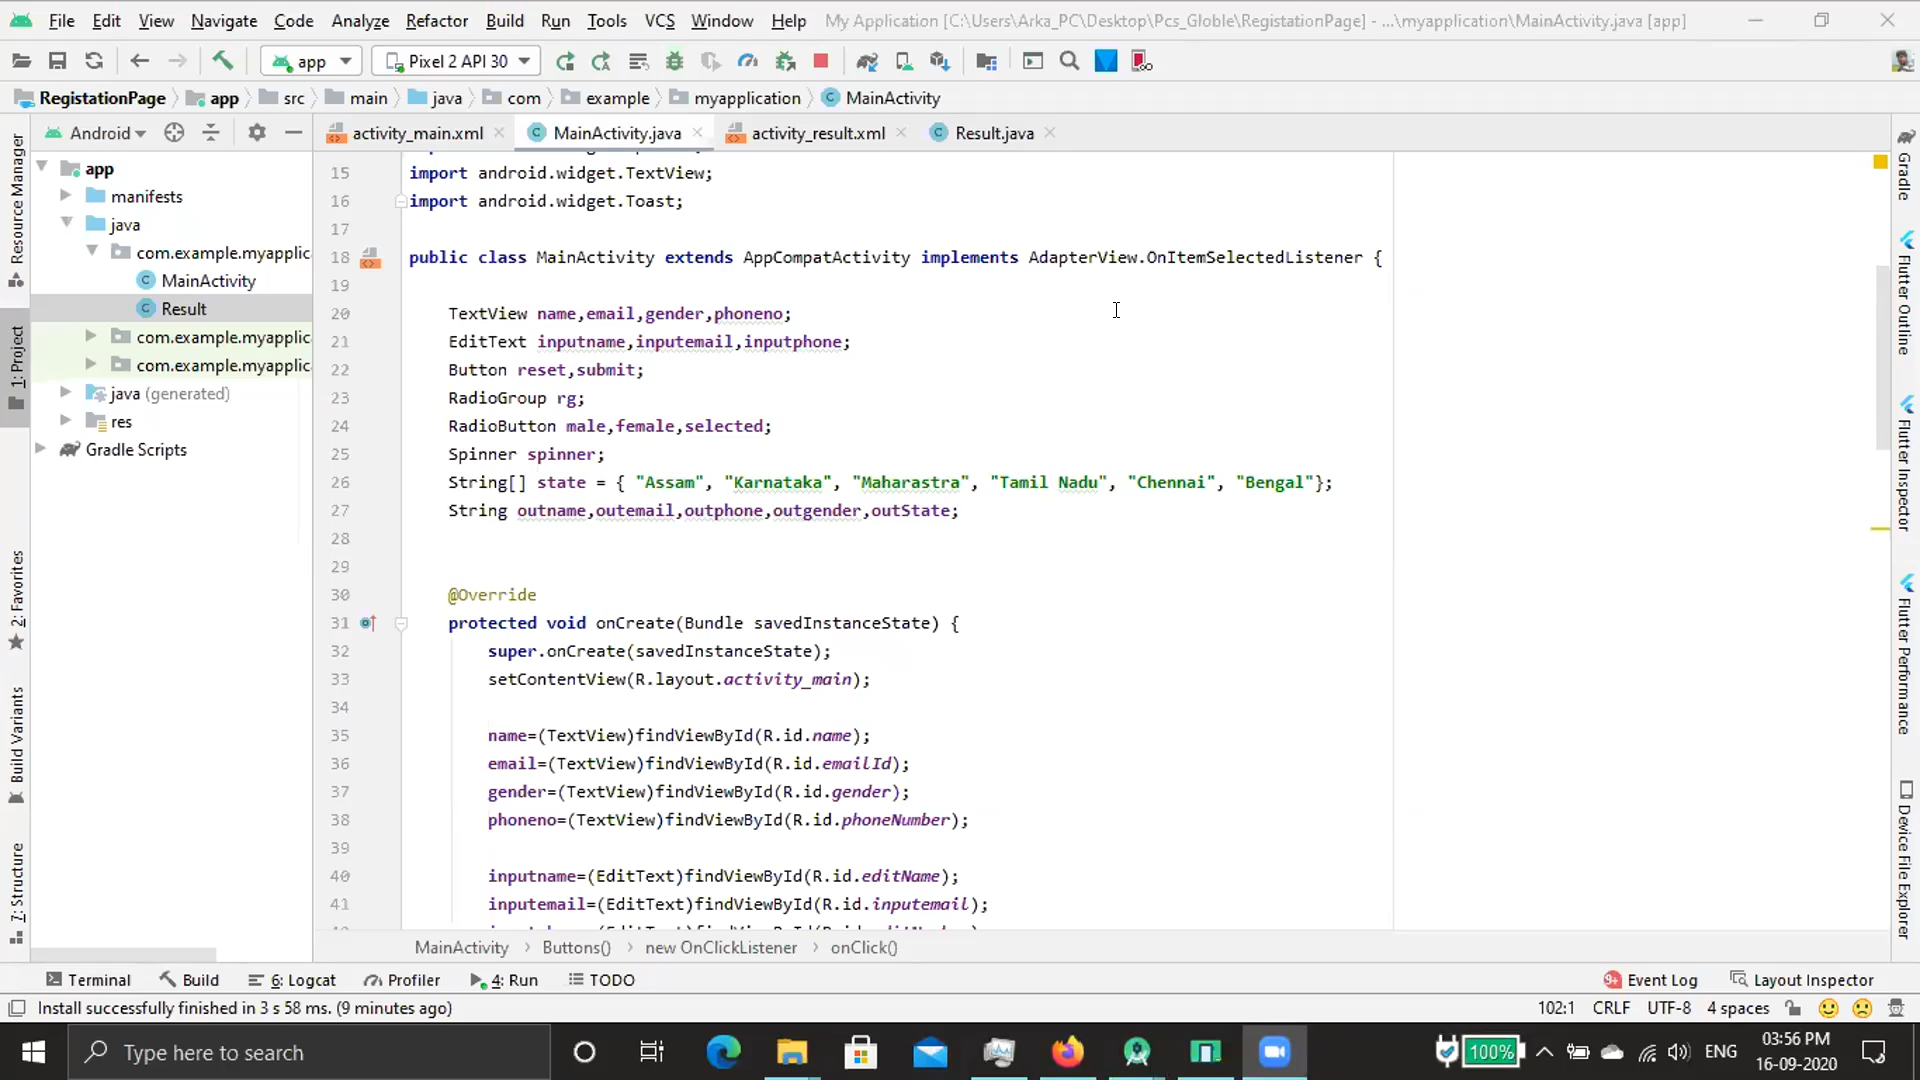 File Edit View Navigate Code Analyze Refactor Build Run Tools VCS Window Help My Application [C:\Users\Arka_PC\Desktop\Pcs_Globle\RegistationPage] - ...\myapplication\MainActivity.java [app]
app Pixel 2 API 30
RegistationPage app src main java com example myapplication MainActivity
Android activity_main.xml MainActivity.java activity_result.xml Result.java
app
manifests
java
com.example.myapplic
MainActivity
Result
com.example.myapplic
com.example.myapplic
java (generated)
res
Gradle Scripts
Resource Manager
1: Project
2: Favorites
Build Variants
7: Structure
15 import android.widget.TextView;
16 import android.widget.Toast;
17
18 public class MainActivity extends AppCompatActivity implements AdapterView.OnItemSelectedListener {
19
20 TextView name,email,gender,phoneno;
21 EditText inputname,inputemail,inputphone;
22 Button reset,submit;
23 RadioGroup rg;
24 RadioButton male,female,selected;
25 Spinner spinner;
26 String[] state = { "Assam", "Karnataka", "Maharastra", "Tamil Nadu", "Chennai", "Bengal"};
27 String outname,outemail,outphone,outgender,outState;
28
29
30 @Override
31 protected void onCreate(Bundle savedInstanceState) {
32 super.onCreate(savedInstanceState);
33 setContentView(R.layout.activity_main);
34
35 name=(TextView)findViewById(R.id.name);
36 email=(TextView)findViewById(R.id.emailId);
37 gender=(TextView)findViewById(R.id.gender);
38 phoneno=(TextView)findViewById(R.id.phoneNumber);
39
40 inputname=(EditText)findViewById(R.id.editName);
41 inputemail=(EditText)findViewById(R.id.inputemail);
Gradle
Flutter Outline
Flutter Inspector
Flutter Performance
Device File Explorer
MainActivity Buttons() new OnClickListener onClick()
Terminal Build 6: Logcat Profiler 4: Run TODO 9+ Event Log Layout Inspector
Install successfully finished in 3 s 58 ms. (9 minutes ago) 102:1 CRLF UTF-8 4 spaces
Type here to search 100% ENG 03:56 PM
16-09-2020